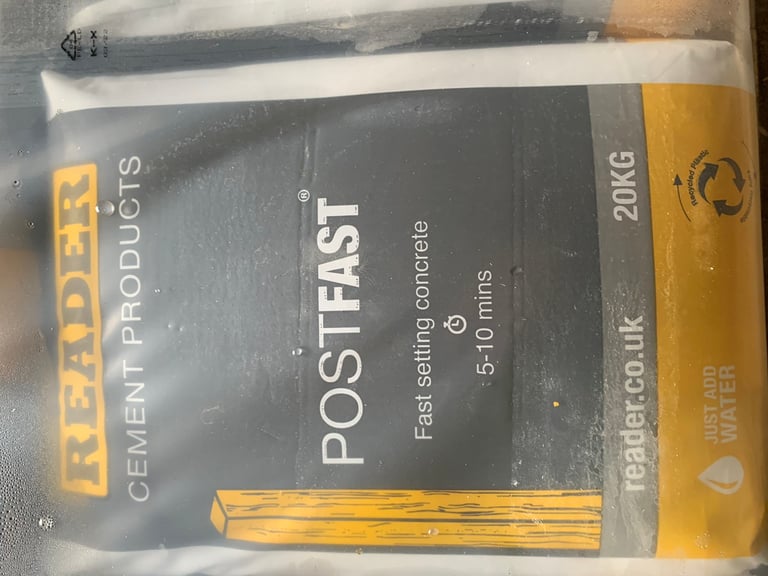 READER
CEMENT PRODUCTS
POSTFAST®
Fast setting concrete
5-10 mins
reader.co.uk 20KG
JUST ADD
WATER
Recycled Plastic